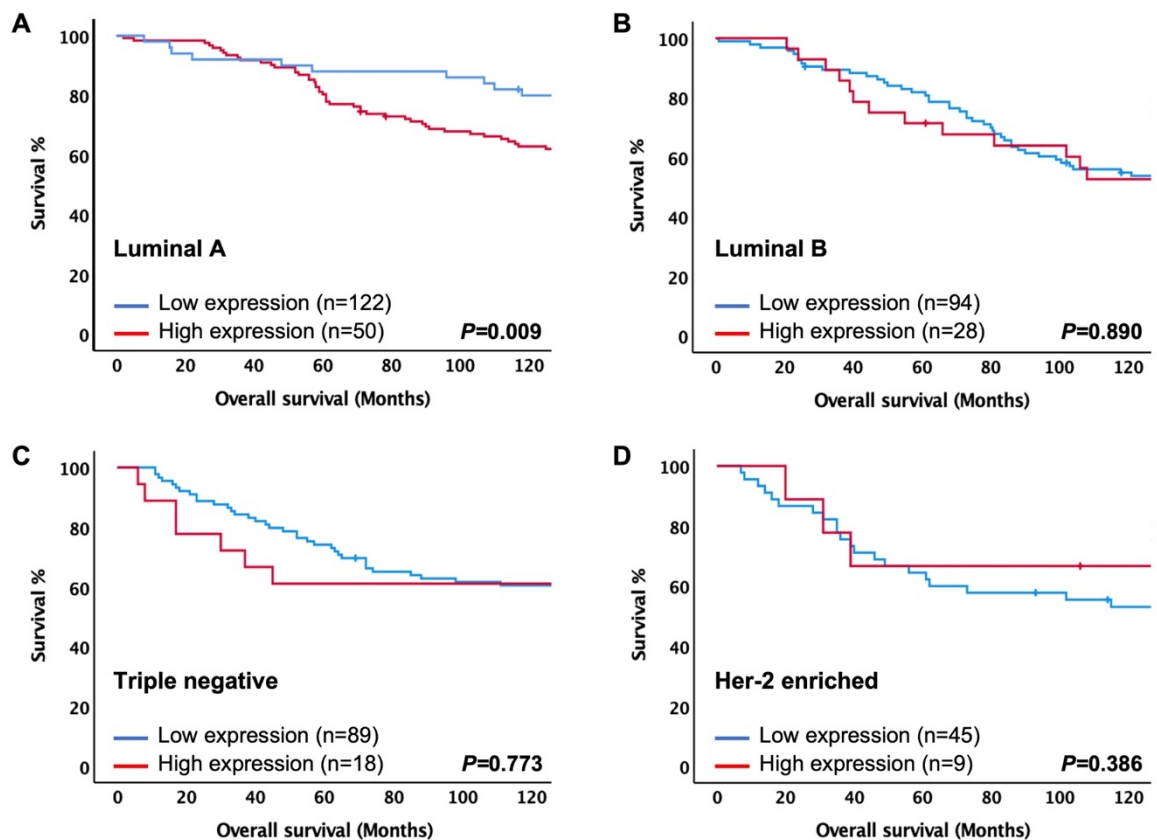 A
100
80
60
40
20
0
Survival %
Luminal A
Low expression (n=122)
High expression (n=50)
P=0.009
0 20 40 60 80 100 120
Overall survival (Months)
B
100
80
60
40
20
0
Survival %
Luminal B
Low expression (n=94)
High expression (n=28)
P=0.890
0 20 40 60 80 100 120
Overall survival (Months)
C
100
80
60
40
20
0
Survival %
Triple negative
Low expression (n=89)
High expression (n=18)
P=0.773
0 20 40 60 80 100 120
Overall survival (Months)
D
100
80
60
40
20
0
Survival %
Her-2 enriched
Low expression (n=45)
High expression (n=9)
P=0.386
0 20 40 60 80 100 120
Overall survival (Months)